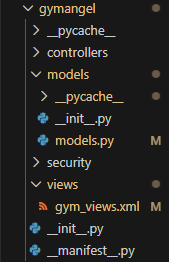 gymangel
__pycache__
controllers
models
__pycache__
__init__.py
models.py M
security
views
gym_views.xml M
__init__.py
__manifest__.py